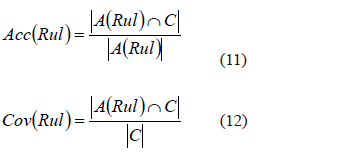 Acc(Rul) = |A(Rul) ∩ C| / |A(Rul)| (11)
Cov(Rul) = |A(Rul) ∩ C| / |C| (12)